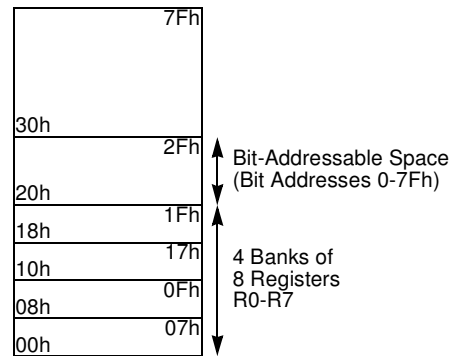 7Fh
30h
2Fh
Bit-Addressable Space
(Bit Addresses 0-7Fh)
20h
1Fh
18h
17h
4 Banks of
10h
8 Registers
0Fh
R0-R7
08h
07h
00h